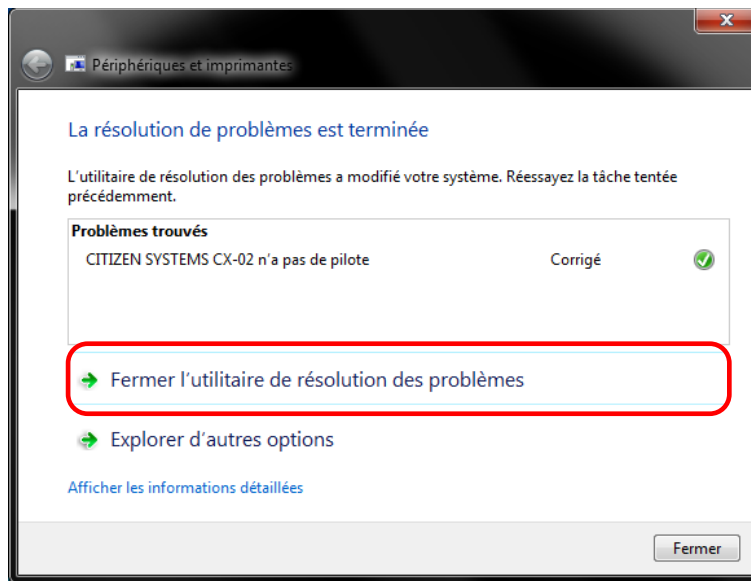 Périphériques et imprimantes
La résolution de problèmes est terminée
L'utilitaire de résolution des problèmes a modifié votre système. Réessayez la tâche tentée
précédemment.
Problèmes trouvés
CITIZEN SYSTEMS CX-02 n'a pas de pilote Corrigé
Fermer l'utilitaire de résolution des problèmes
Explorer d'autres options
Afficher les informations détaillées
Fermer